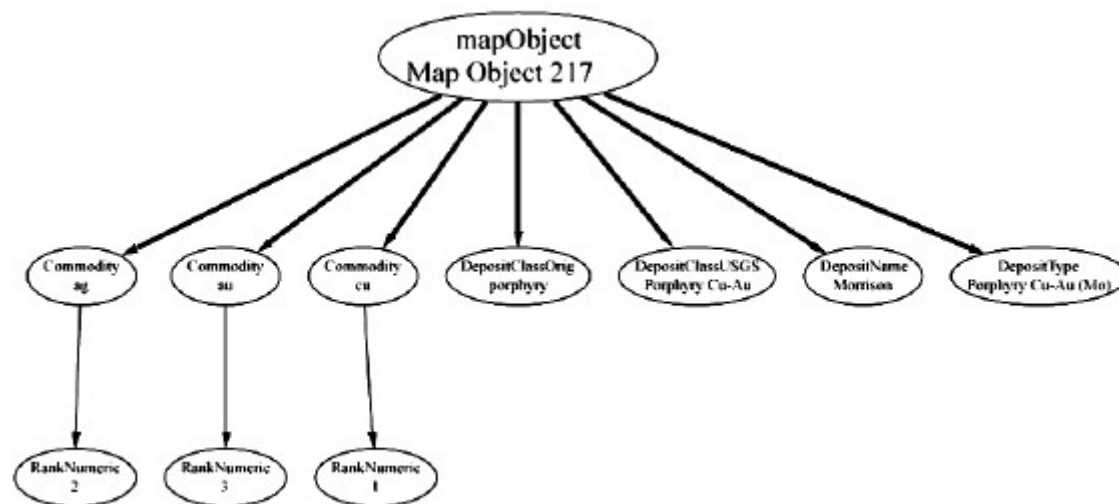 mapObject
Map Object 217
Commodity
ag
Commodity
au
Commodity
cu
DepositClassOrig
porphyry
DepositClassUSGS
Porphyry Cu-Au
DepositName
Morrison
DepositType
Porphyry Cu-Au (Mo)
RankNumeric
2
RankNumeric
3
RankNumeric
1